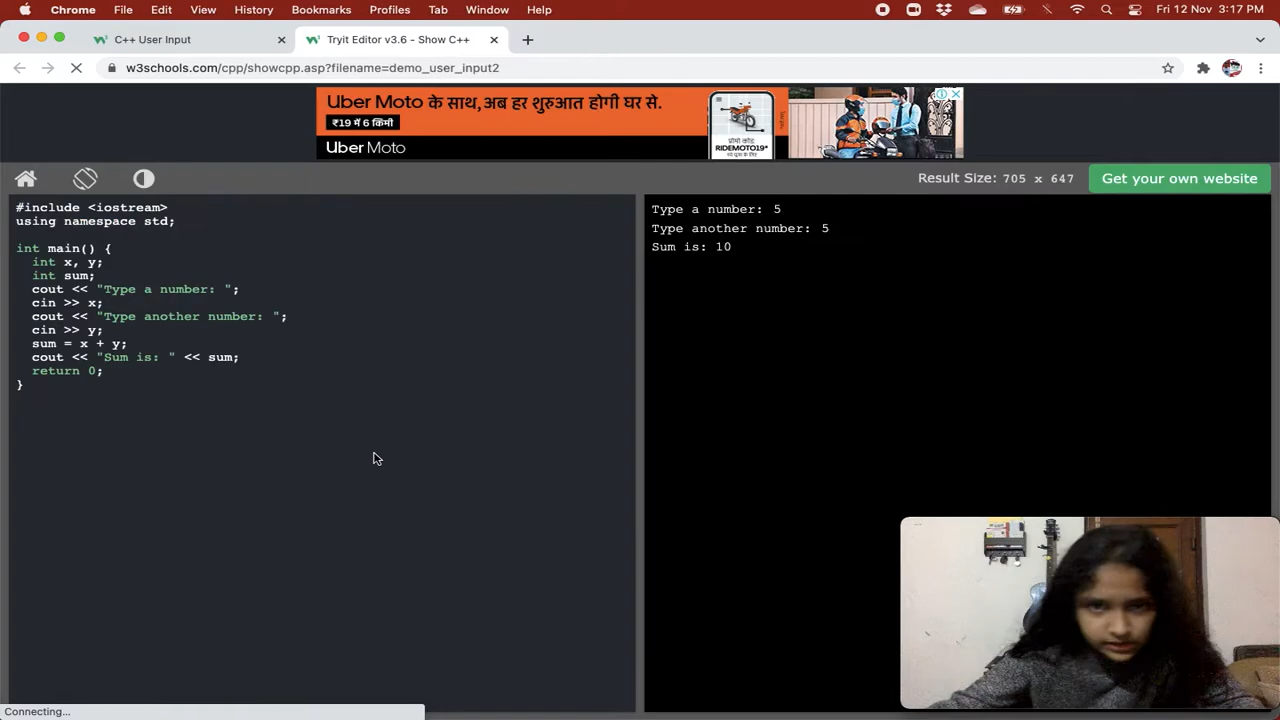 Chrome File Edit View History Bookmarks Profiles Tab Window Help Fri 12 Nov 3:17 PM
C++ User Input
Tryit Editor v3.6 - Show C++
w3schools.com/cpp/showcpp.asp?filename=demo_user_input2
Uber Moto के साथ,अब हर शुरुआत होगी घर से.
₹19 में 6 किमी
Uber Moto
प्रोमो कोड:
RIDEMOTO19*
Result Size: 705 x 647
Get your own website
#include <iostream>
using namespace std;
int main() {
int x, y;
int sum;
cout << "Type a number: ";
cin >> x;
cout << "Type another number: ";
cin >> y;
sum = x + y;
cout << "Sum is: " << sum;
return 0;
}
Type a number: 5
Type another number: 5
Sum is: 10
Connecting...